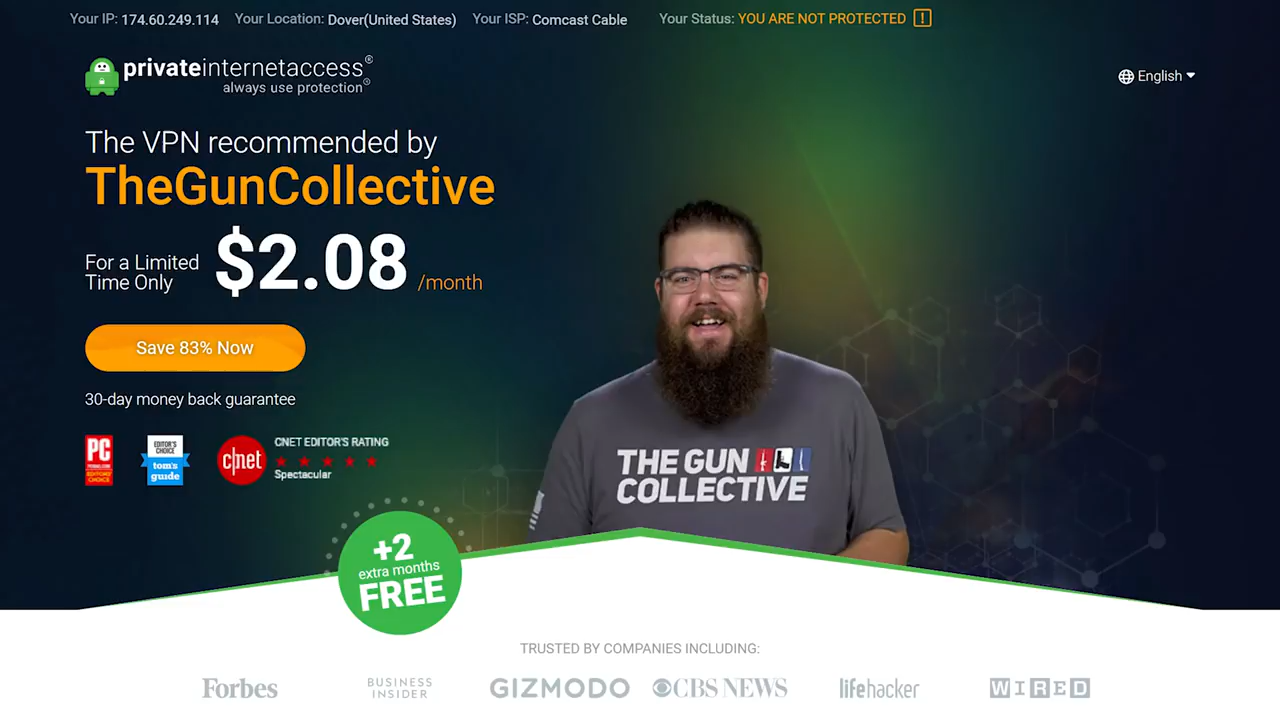 Your IP: 174.60.249.114 Your Location: Dover(United States) Your ISP: Comcast Cable Your Status: YOU ARE NOT PROTECTED !
privateinternetaccess®
always use protection®
English
The VPN recommended by
TheGunCollective
For a Limited
Time Only
$2.08 /month
Save 83% Now
30-day money back guarantee
PC
EDITORS' CHOICE
EDITOR'S CHOICE
tom's guide
c|net
CNET EDITOR'S RATING
Spectacular
THE GUN
COLLECTIVE
+2
extra months
FREE
TRUSTED BY COMPANIES INCLUDING:
Forbes BUSINESS INSIDER GIZMODO CBS NEWS lifehacker WIRED